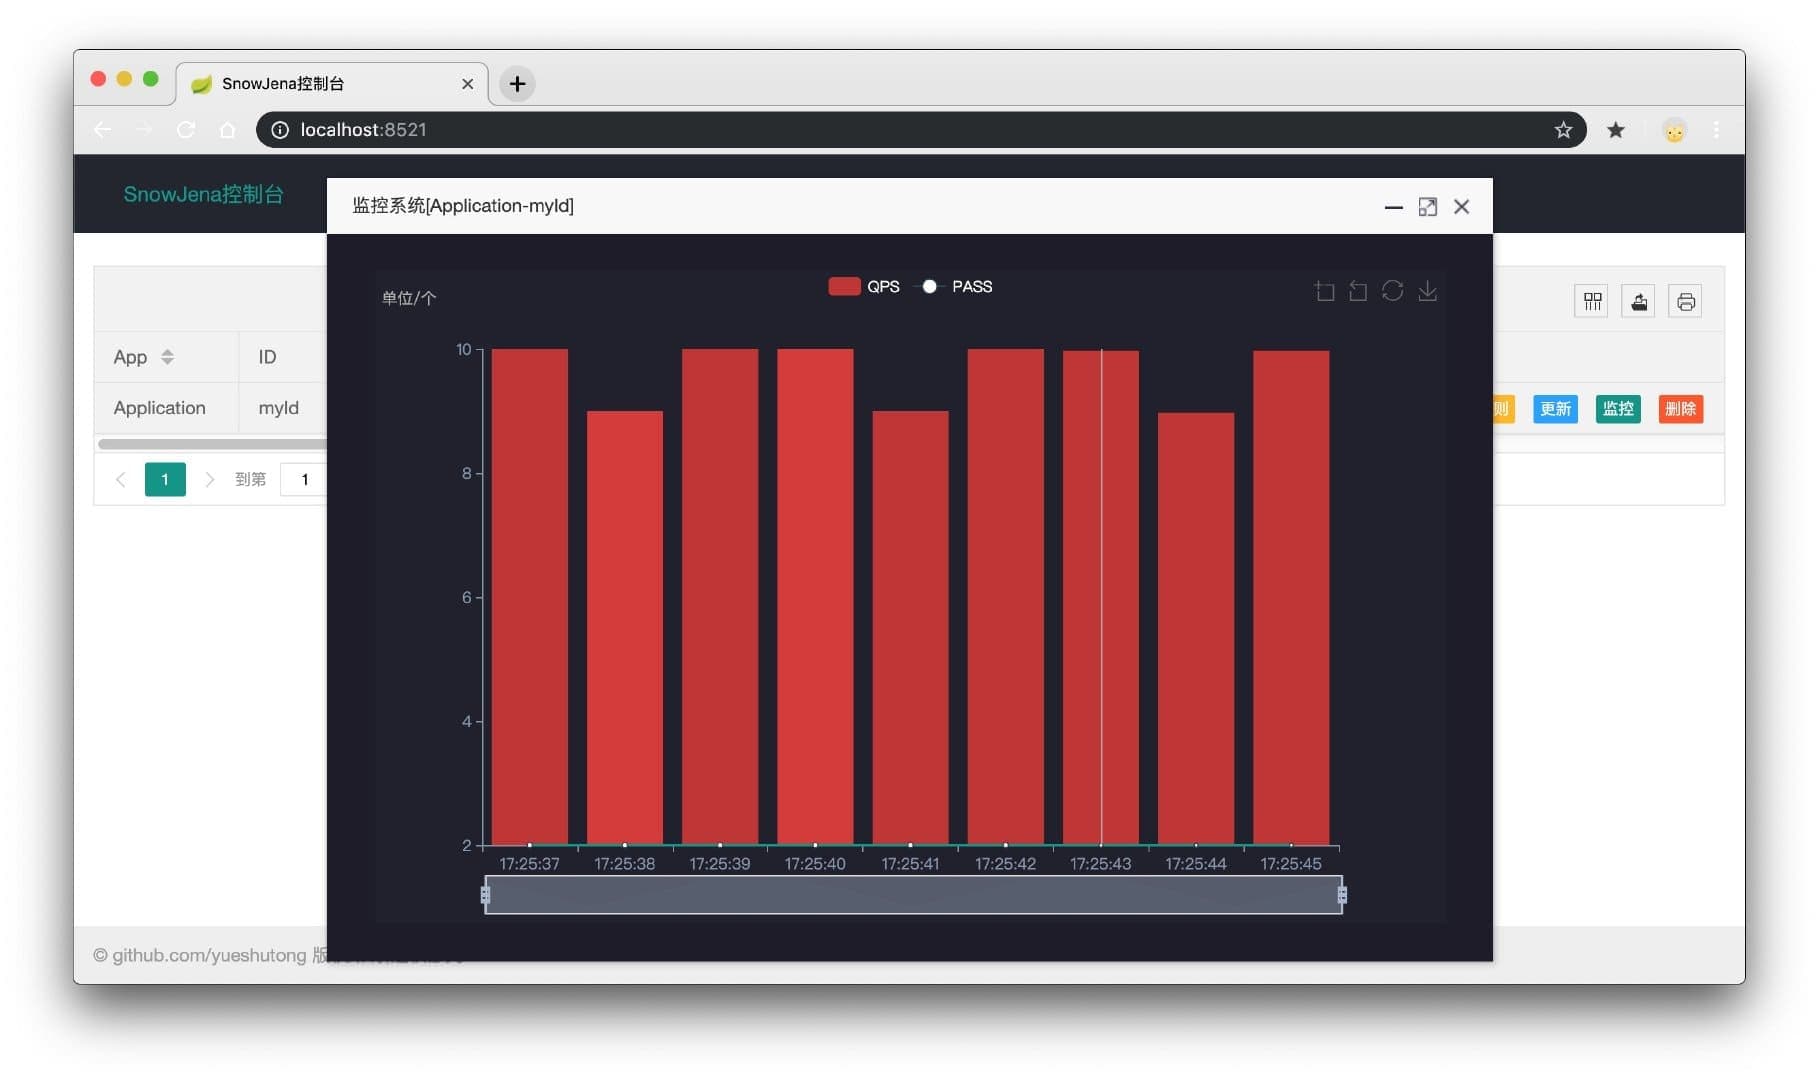 SnowJena控制台
localhost:8521
SnowJena控制台
监控系统[Application-myId]
单位/个
QPS PASS
App ID
Application myId
则 更新 监控 删除
1 到第 1
10
8
6
4
2
17:25:37 17:25:38 17:25:39 17:25:40 17:25:41 17:25:42 17:25:43 17:25:44 17:25:45
© github.com/yueshutong